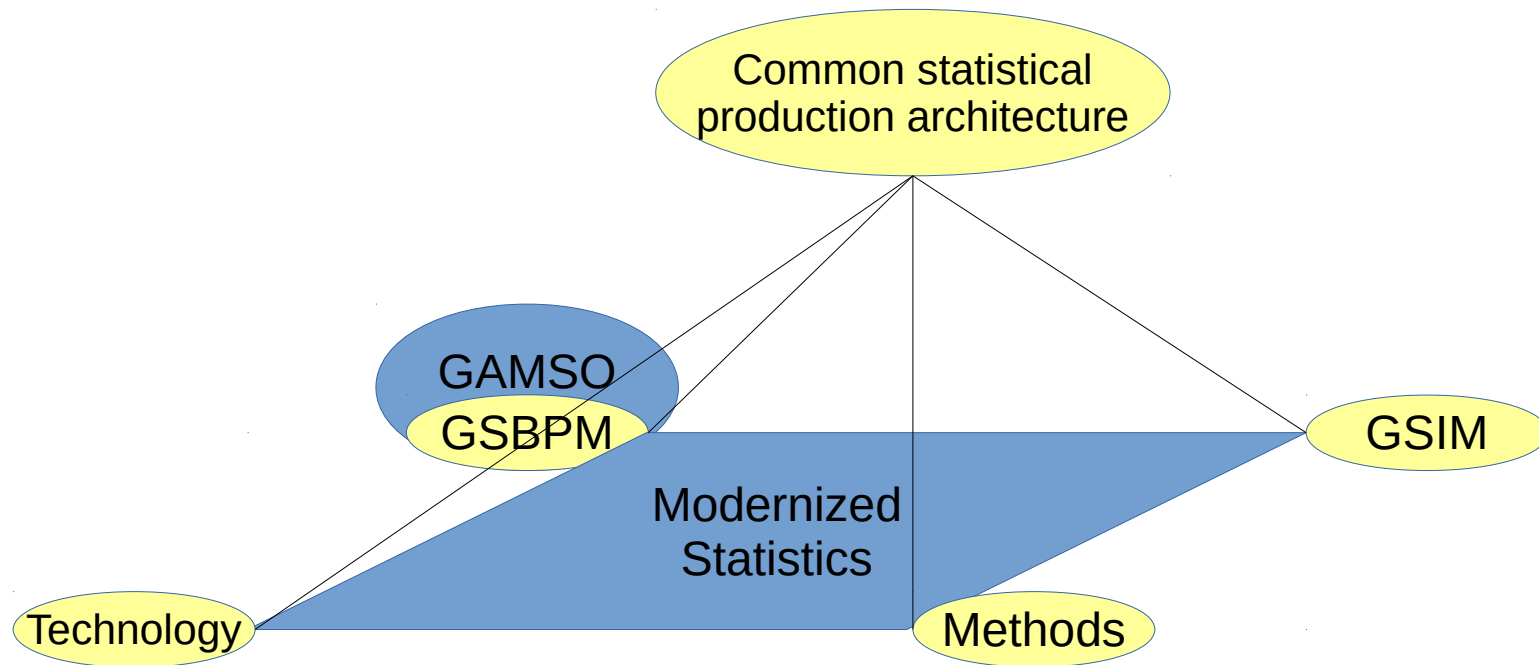 Common statistical
production architecture
GAMSO
GSBPM
GSIM
Modernized
Statistics
Technology
Methods